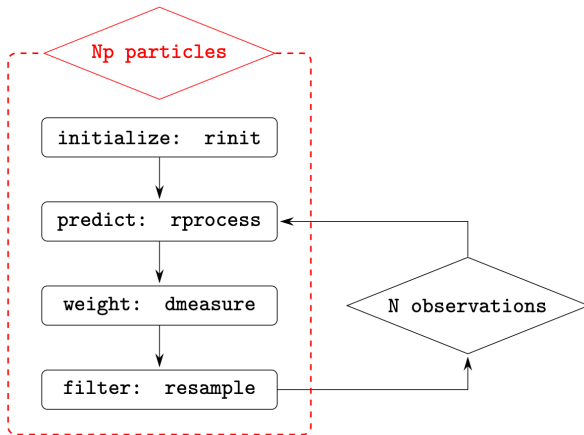 Np particles
initialize: rinit
predict: rprocess
weight: dmeasure
N observations
filter: resample